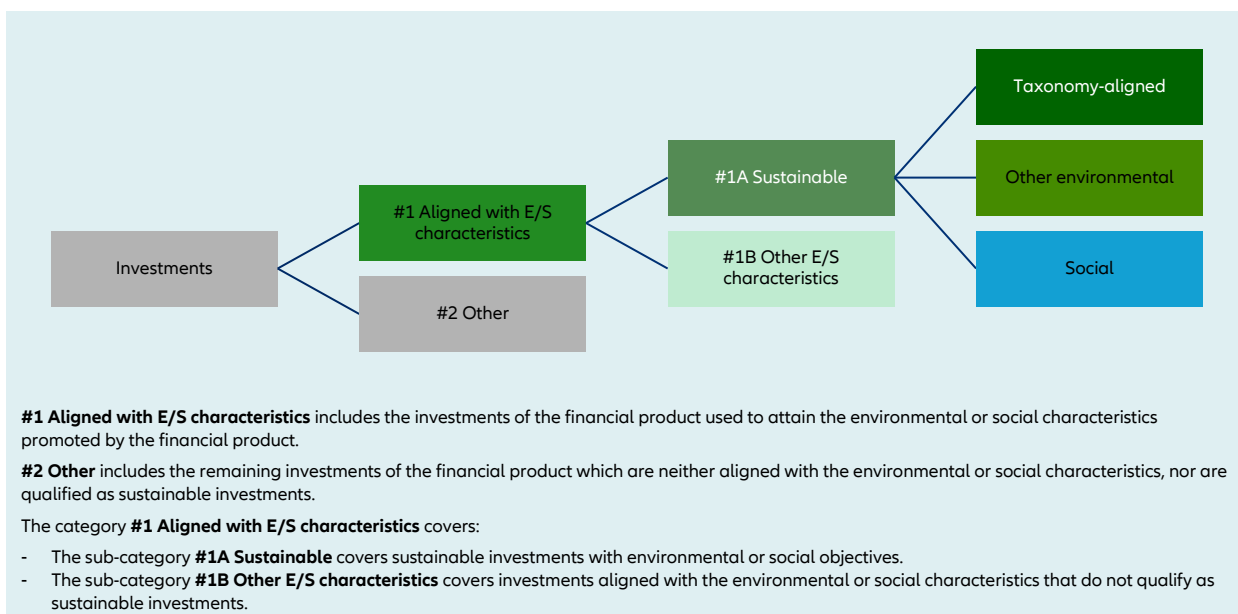 Taxonomy-aligned
#1A Sustainable
Other environmental
#1 Aligned with E/S
characteristics
Investments
#1B Other E/S
characteristics
Social
#2 Other
#1 Aligned with E/S characteristics includes the investments of the financial product used to attain the environmental or social characteristics
promoted by the financial product.
#2 Other includes the remaining investments of the financial product which are neither aligned with the environmental or social characteristics, nor are
qualified as sustainable investments.
The category #1 Aligned with E/S characteristics covers:
- The sub-category #1A Sustainable covers sustainable investments with environmental or social objectives.
- The sub-category #1B Other E/S characteristics covers investments aligned with the environmental or social characteristics that do not qualify as
sustainable investments.